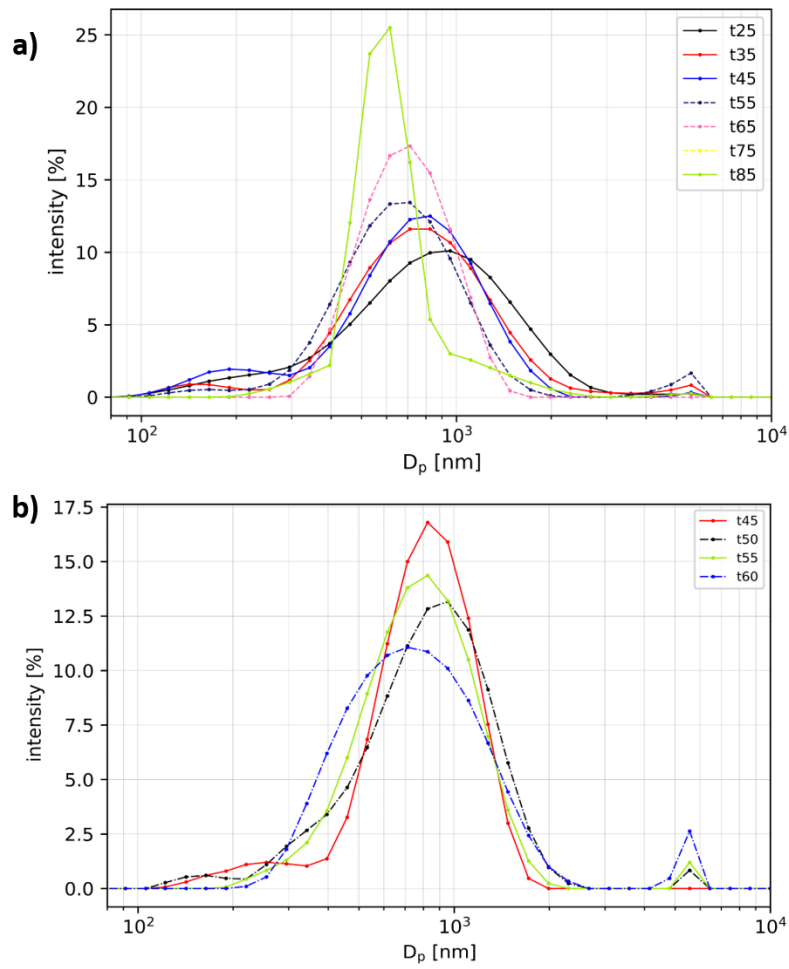 a)
intensity [%]
25
20
15
10
5
0
10²
10³
10⁴
Dₚ [nm]
t25
t35
t45
t55
t65
t75
t85
b)
intensity [%]
17.5
15.0
12.5
10.0
7.5
5.0
2.5
0.0
10²
10³
10⁴
Dₚ [nm]
t45
t50
t55
t60